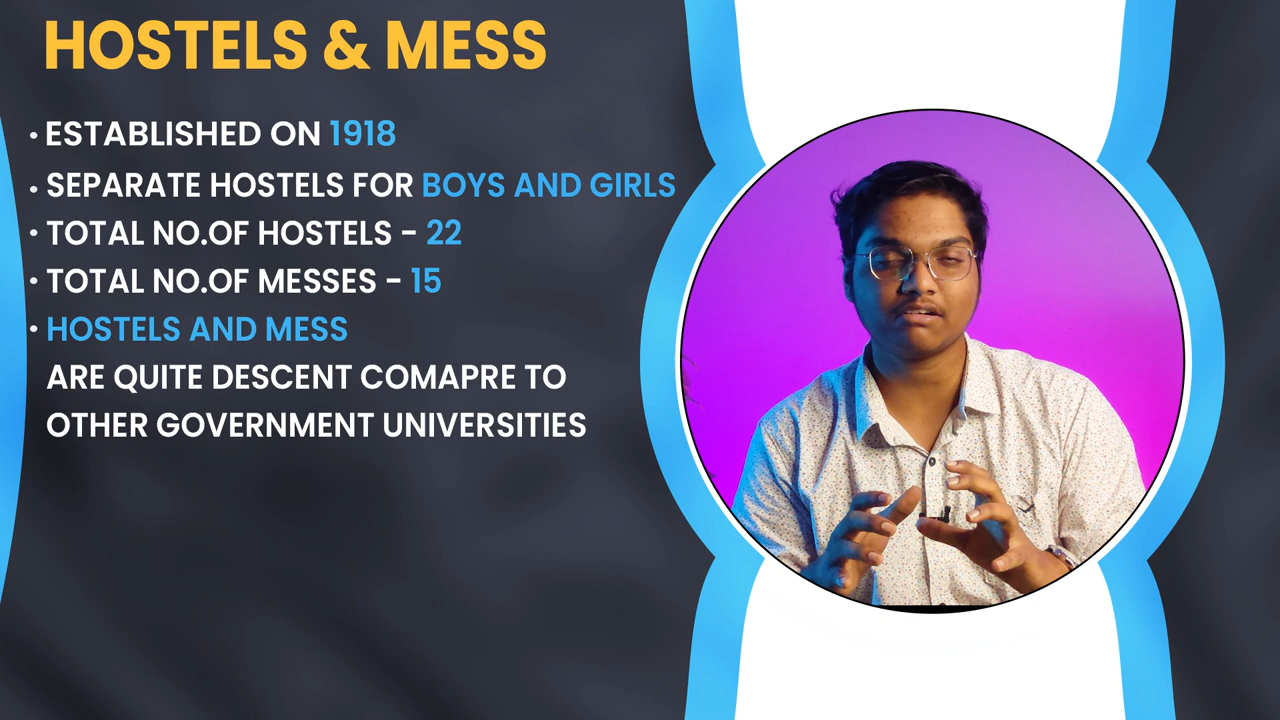 HOSTELS & MESS
• ESTABLISHED ON 1918
• SEPARATE HOSTELS FOR BOYS AND GIRLS
• TOTAL NO.OF HOSTELS - 22
• TOTAL NO.OF MESSES - 15
• HOSTELS AND MESS
ARE QUITE DESCENT COMAPRE TO
OTHER GOVERNMENT UNIVERSITIES